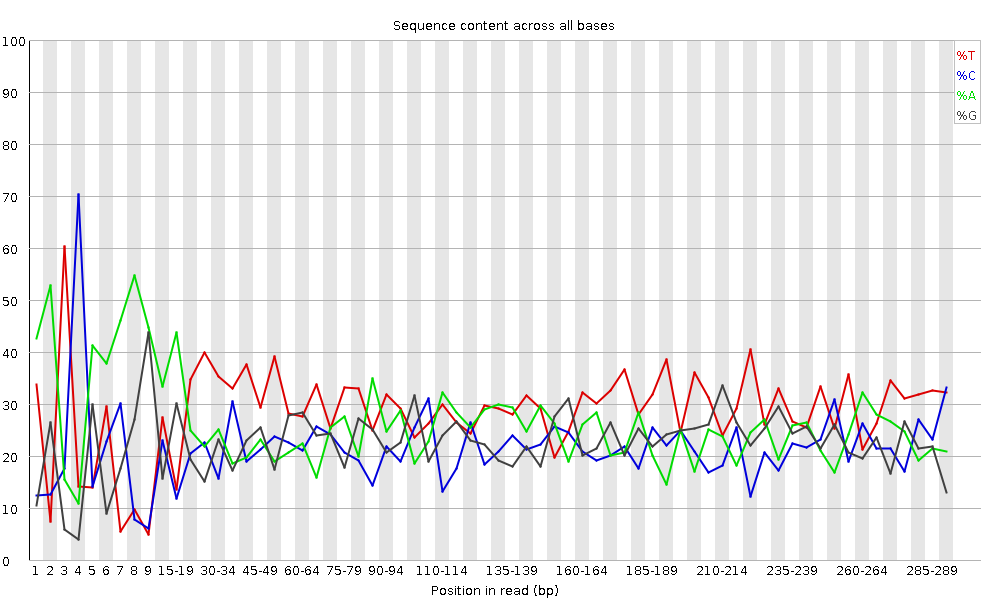 Sequence content across all bases
100
90
80
70
60
50
40
30
20
10
0
%T
%C
%A
%G
1 2 3 4 5 6 7 8 9 15-19 30-34 45-49 60-64 75-79 90-94 110-114 135-139 160-164 185-189 210-214 235-239 260-264 285-289
Position in read (bp)